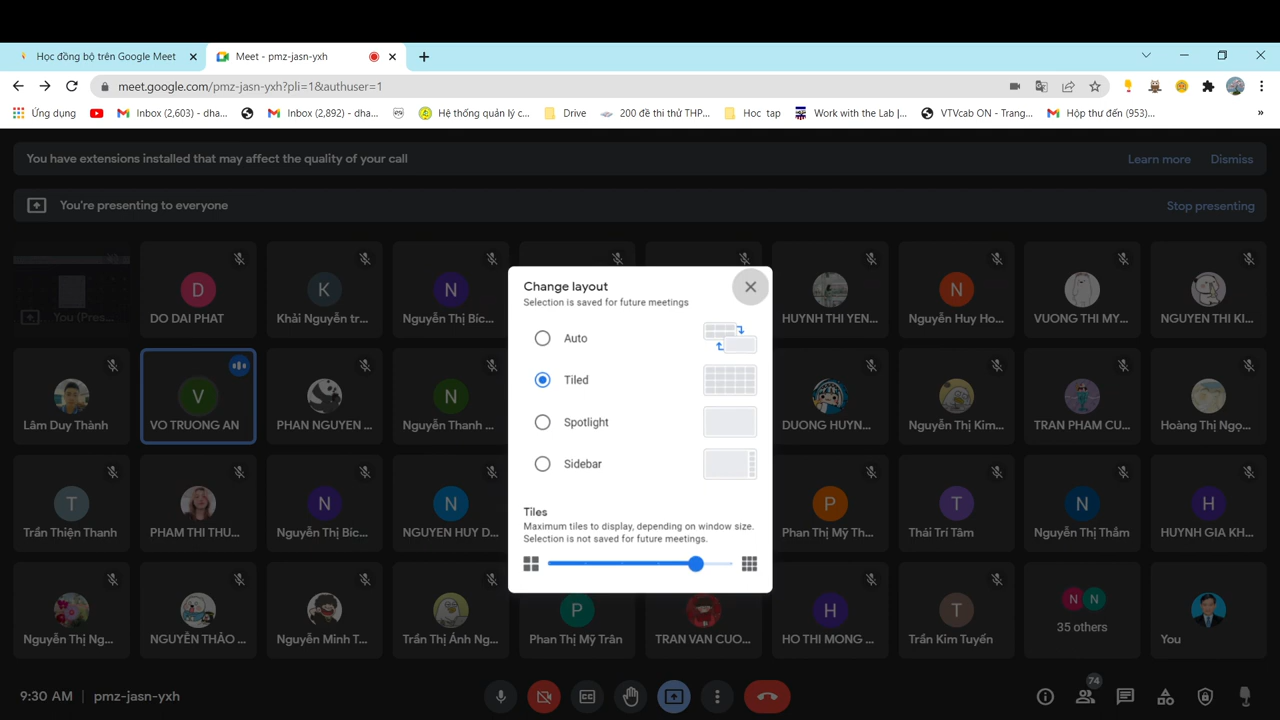 Học đồng bộ trên Google Meet
Meet - pmz-jasn-yxh
meet.google.com/pmz-jasn-yxh?pli=1&authuser=1
Ứng dụng
Inbox (2,603) - dha...
Inbox (2,892) - dha...
Hệ thống quản lý c...
Drive
200 đề thi thử THP...
Hoc tap
Work with the Lab |...
VTVcab ON - Trang...
Hộp thư đến (953)...
»
You have extensions installed that may affect the quality of your call
Learn more
Dismiss
You're presenting to everyone
Stop presenting
You (Pres...
D
DO DAI PHAT
K
Khải Nguyễn tr...
N
Nguyễn Thị Bíc...
HUYNH THI YEN...
N
Nguyễn Huy Ho...
VUONG THI MY...
NGUYEN THI KI...
Lâm Duy Thành
V
VO TRUONG AN
PHAN NGUYEN ...
N
Nguyễn Thanh ...
DUONG HUYN...
Nguyễn Thị Kim...
TRAN PHAM CU...
Hoàng Thị Ngọ...
T
Trần Thiện Thanh
PHAM THI THU...
N
Nguyễn Thị Bíc...
N
NGUYEN HUY D...
P
Phan Thị Mỹ Th...
T
Thái Trí Tâm
N
Nguyễn Thị Thắm
H
HUYNH GIA KH...
Nguyễn Thị Ng...
NGUYỄN THẢO ...
Nguyễn Minh T...
Trần Thị Ánh Ng...
P
Phan Thị Mỹ Trân
TRAN VAN CUO...
H
HO THI MONG ...
T
Trần Kim Tuyến
N
N
35 others
You
Change layout
Selection is saved for future meetings
Auto
Tiled
Spotlight
Sidebar
Tiles
Maximum tiles to display, depending on window size.
Selection is not saved for future meetings.
9:30 AM | pmz-jasn-yxh
74